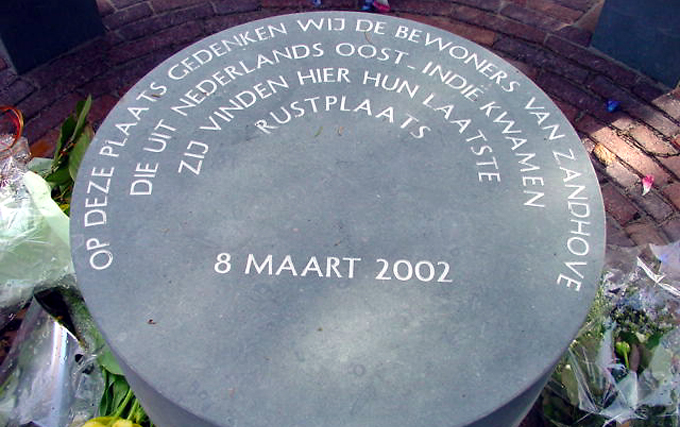 OP DEZE PLAATS GEDENKEN WIJ DE BEWONERS VAN ZANDHOVE
DIE UIT NEDERLANDS OOST-INDIË KWAMEN
ZIJ VINDEN HIER HUN LAATSTE
RUSTPLAATS
8 MAART 2002